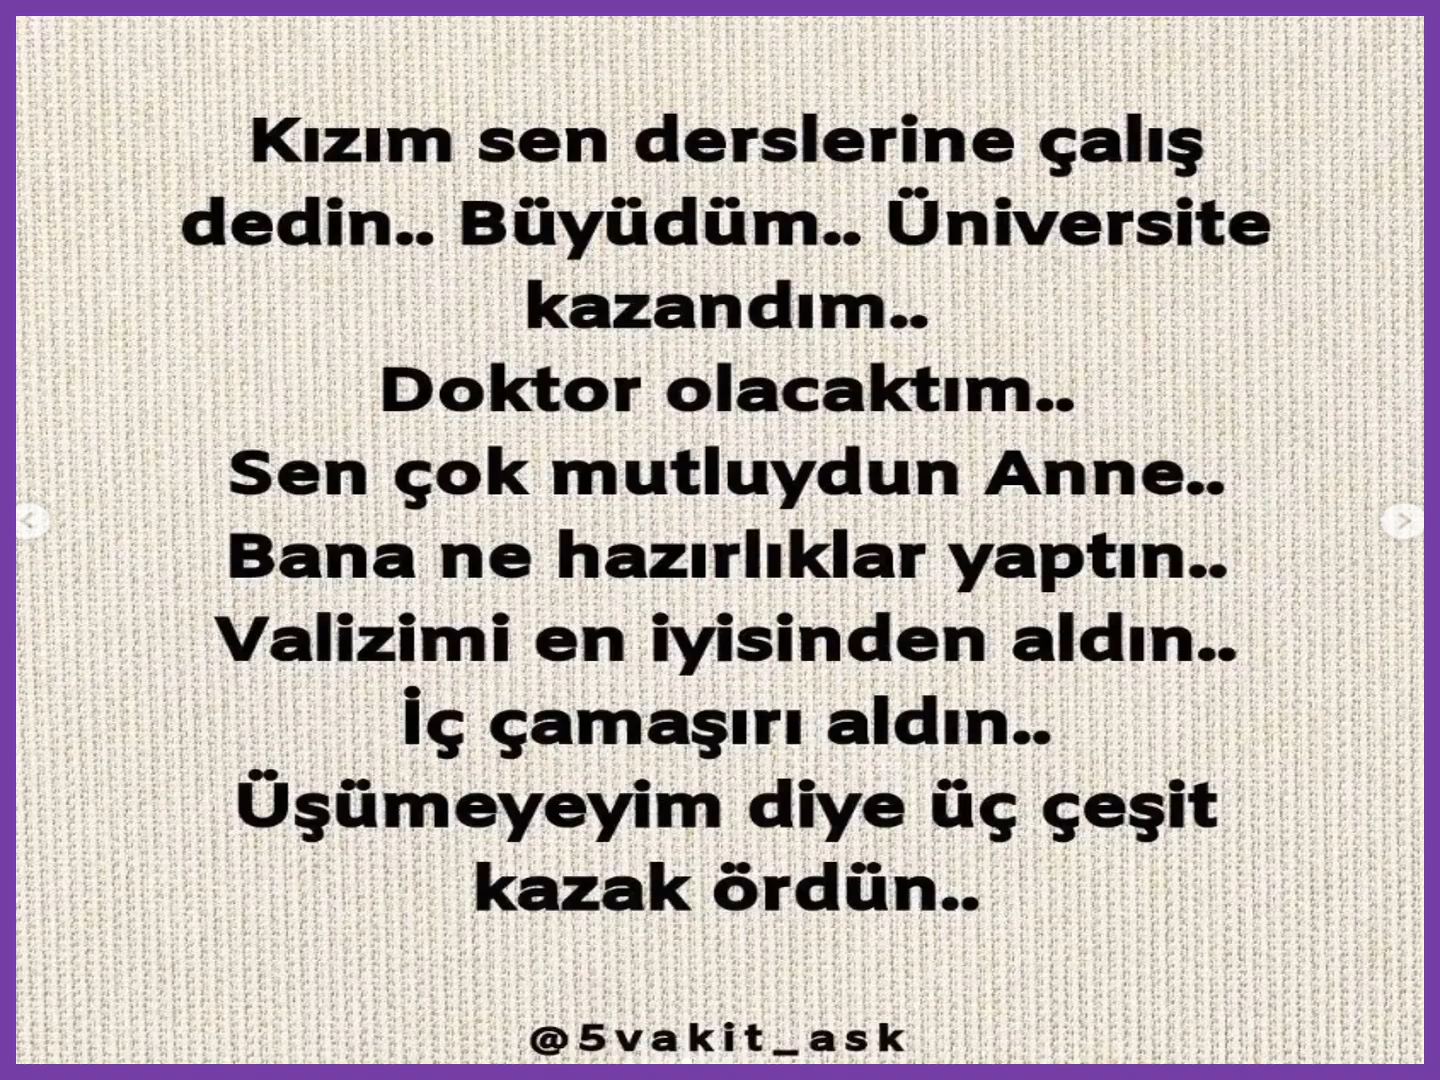 Kızım sen derslerine çalış
dedin.. Büyüdüm.. Üniversite
kazandım..
Doktor olacaktım..
Sen çok mutluydun Anne..
Bana ne hazırlıklar yaptın..
Valizimi en iyisinden aldın..
İç çamaşırı aldın..
Üşümeyeyim diye üç çeşit
kazak ördün..
@5vakit_ask